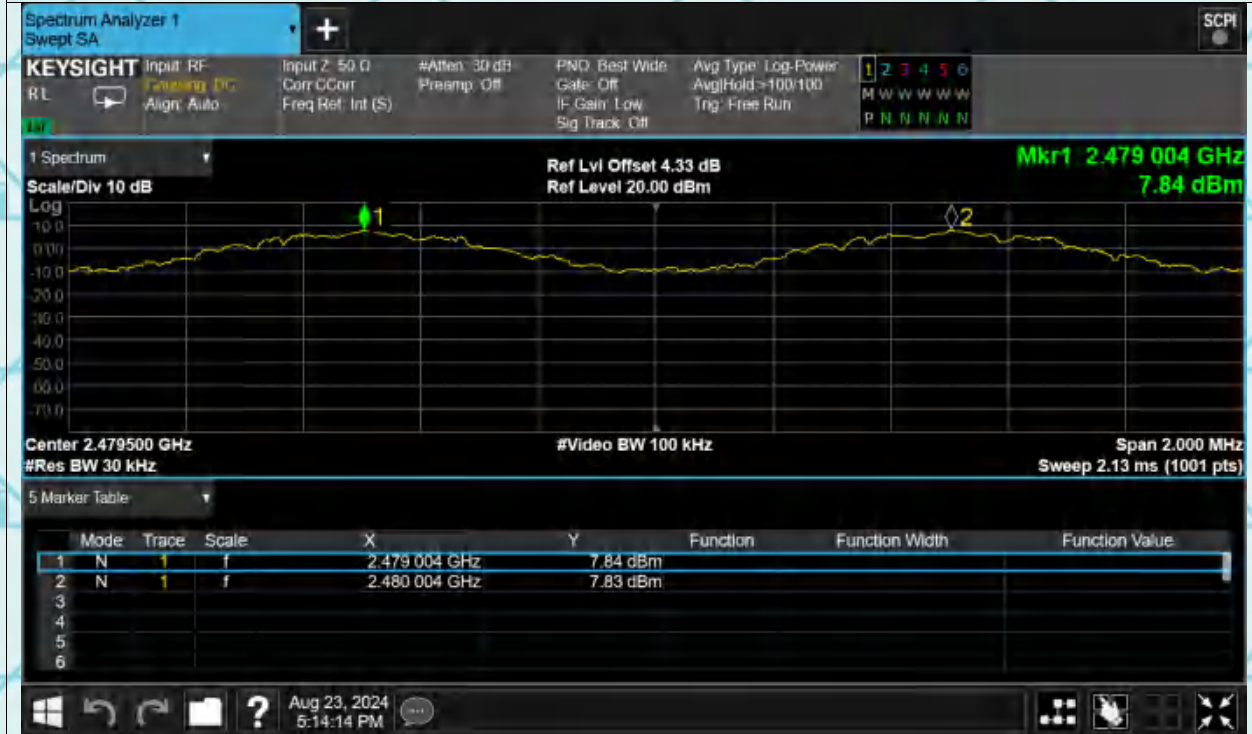 Spectrum Analyzer 1
Swept SA
+
SCPI
KEYSIGHT Input: RF Input Z: 50 Ω #Atten: 30 dB PNO: Best Wide Avg Type: Log-Power 1 2 3 4 5 6
RL Coupling: DC Corr CCorr Preamp: Off Gate: Off Avg|Hold:>100/100 M W W W W W
Align: Auto Freq Ref: Int (S) IF Gain: Low Trig: Free Run
Sig Track: Off P N N N N N
1 Spectrum Ref Lvl Offset 4.33 dB Mkr1 2.479 004 GHz
Scale/Div 10 dB Ref Level 20.00 dBm 7.84 dBm
Log
10.0
0.00
-10.0
-20.0
-30.0
-40.0
-50.0
-60.0
-70.0
1
2
Center 2.479500 GHz #Video BW 100 kHz Span 2.000 MHz
#Res BW 30 kHz Sweep 2.13 ms (1001 pts)
5 Marker Table
Mode Trace Scale X Y Function Function Width Function Value
1 N 1 f 2.479 004 GHz 7.84 dBm
2 N 1 f 2.480 004 GHz 7.83 dBm
3
4
5
6
? Aug 23, 2024
5:14:14 PM